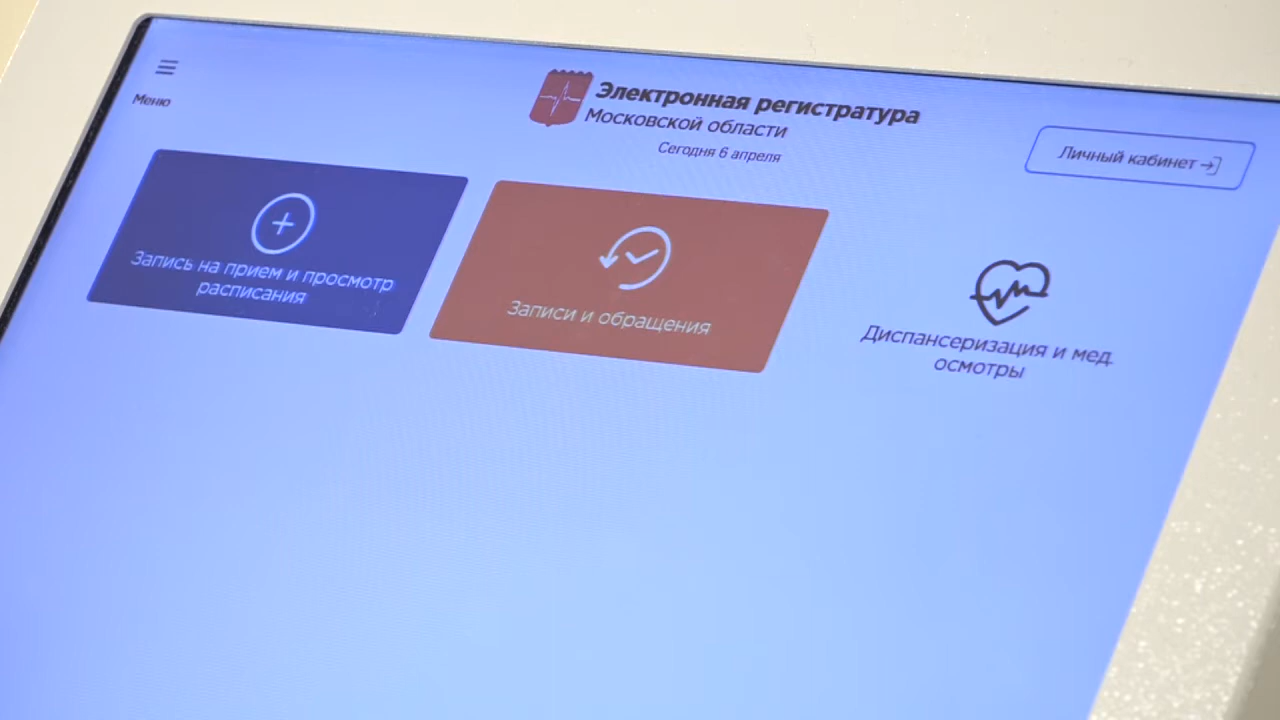 Меню
Электронная регистратура
Московской области
Сегодня 6 апреля
Личный кабинет
Запись на прием и просмотр
расписания
Записи и обращения
Диспансеризация и мед.
осмотры